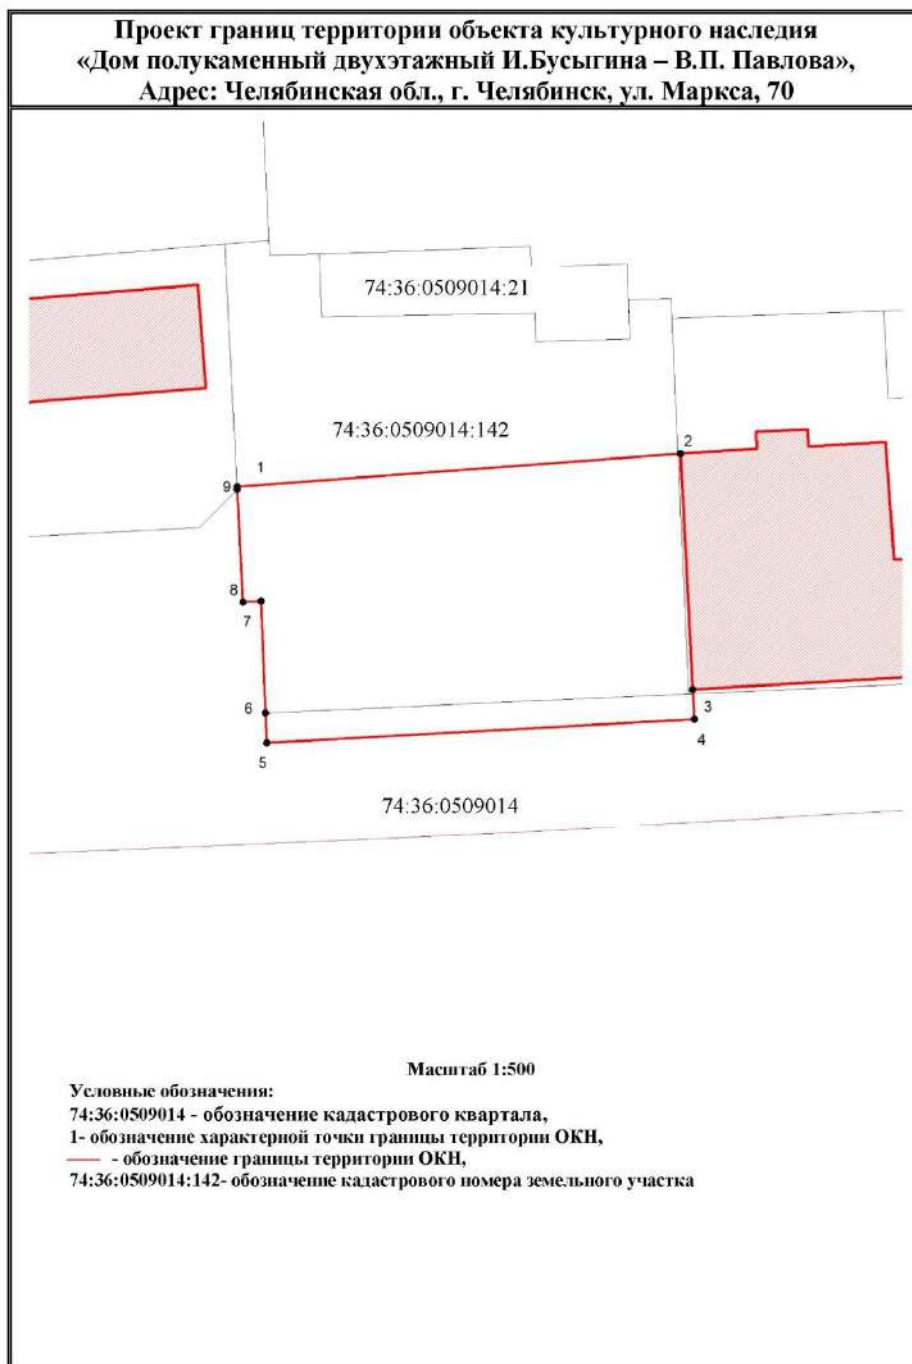 Проект границ территории объекта культурного наследия
«Дом полукаменный двухэтажный И.Бусыгина – В.П. Павлова»,
Адрес: Челябинская обл., г. Челябинск, ул. Маркса, 70
74:36:0509014:21
74:36:0509014:142
1
2
9
8
7
6
3
4
5
74:36:0509014
Масштаб 1:500
Условные обозначения:
74:36:0509014 - обозначение кадастрового квартала,
1- обозначение характерной точки границы территории ОКН,
- обозначение границы территории ОКН,
74:36:0509014:142- обозначение кадастрового номера земельного участка